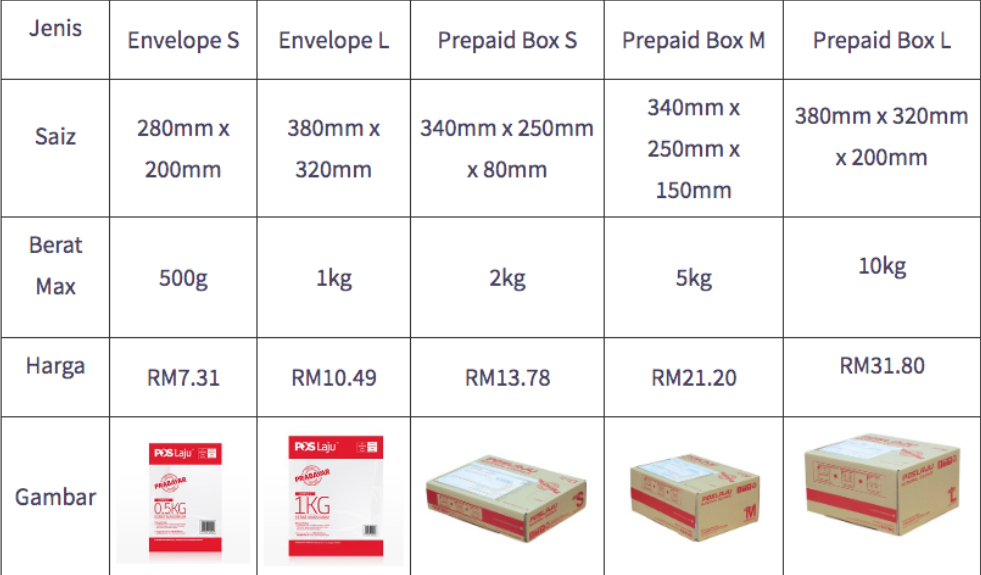 Jenis
Envelope S
Envelope L
Prepaid Box S
Prepaid Box M
Prepaid Box L
Saiz
280mm x
200mm
380mm x
320mm
340mm x 250mm
x 80mm
340mm x
250mm x
150mm
380mm x 320mm
x 200mm
Berat
Max
500g
1kg
2kg
5kg
10kg
Harga
RM7.31
RM10.49
RM13.78
RM21.20
RM31.80
Gambar
POS Laju
PRABAYAR
0.5KG
POS Laju
PRABAYAR
1KG
POSLAJU
S
POSLAJU
M
POSLAJU
L